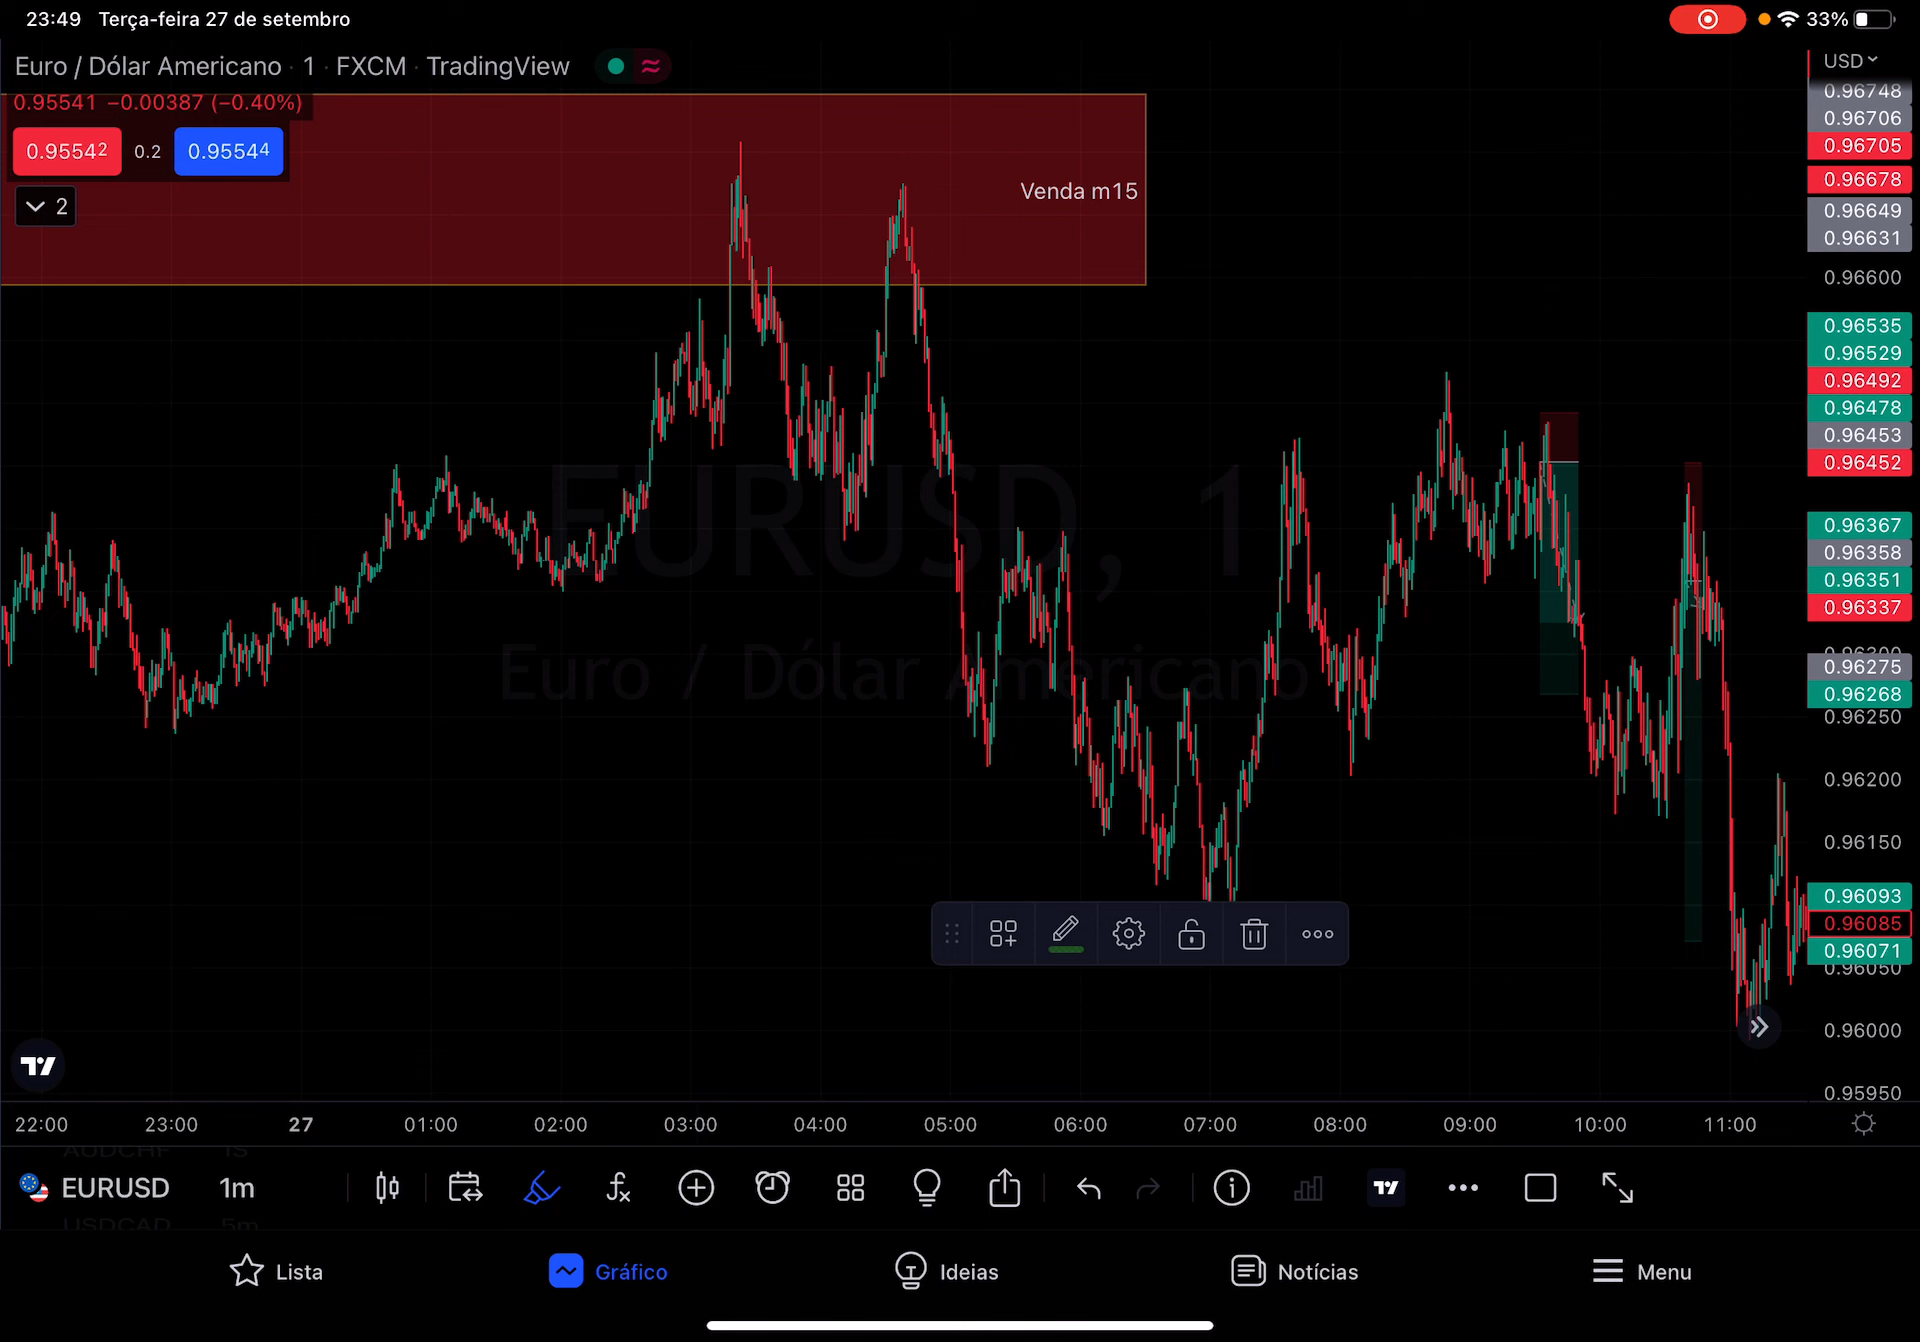 23:49 Terça-feira 27 de setembro
33%
Euro / Dólar Americano · 1 · FXCM · TradingView
USD
0.95541 −0.00387 (−0.40%)
0.95542
0.2
0.95544
2
Venda m15
0.96748
0.96706
0.96705
0.96678
0.96649
0.96631
0.96600
0.96535
0.96529
0.96492
0.96478
0.96453
0.96452
0.96367
0.96358
0.96351
0.96337
0.96300
0.96275
0.96268
0.96250
0.96200
0.96150
0.96093
0.96085
0.96071
0.96050
0.96000
0.95950
EURUSD, 1
Euro / Dólar Americano
22:00 23:00 27 01:00 02:00 03:00 04:00 05:00 06:00 07:00 08:00 09:00 10:00 11:00
AUDCHF 1S
EURUSD 1m
USDCAD 5m
Lista Gráfico Ideias Notícias Menu